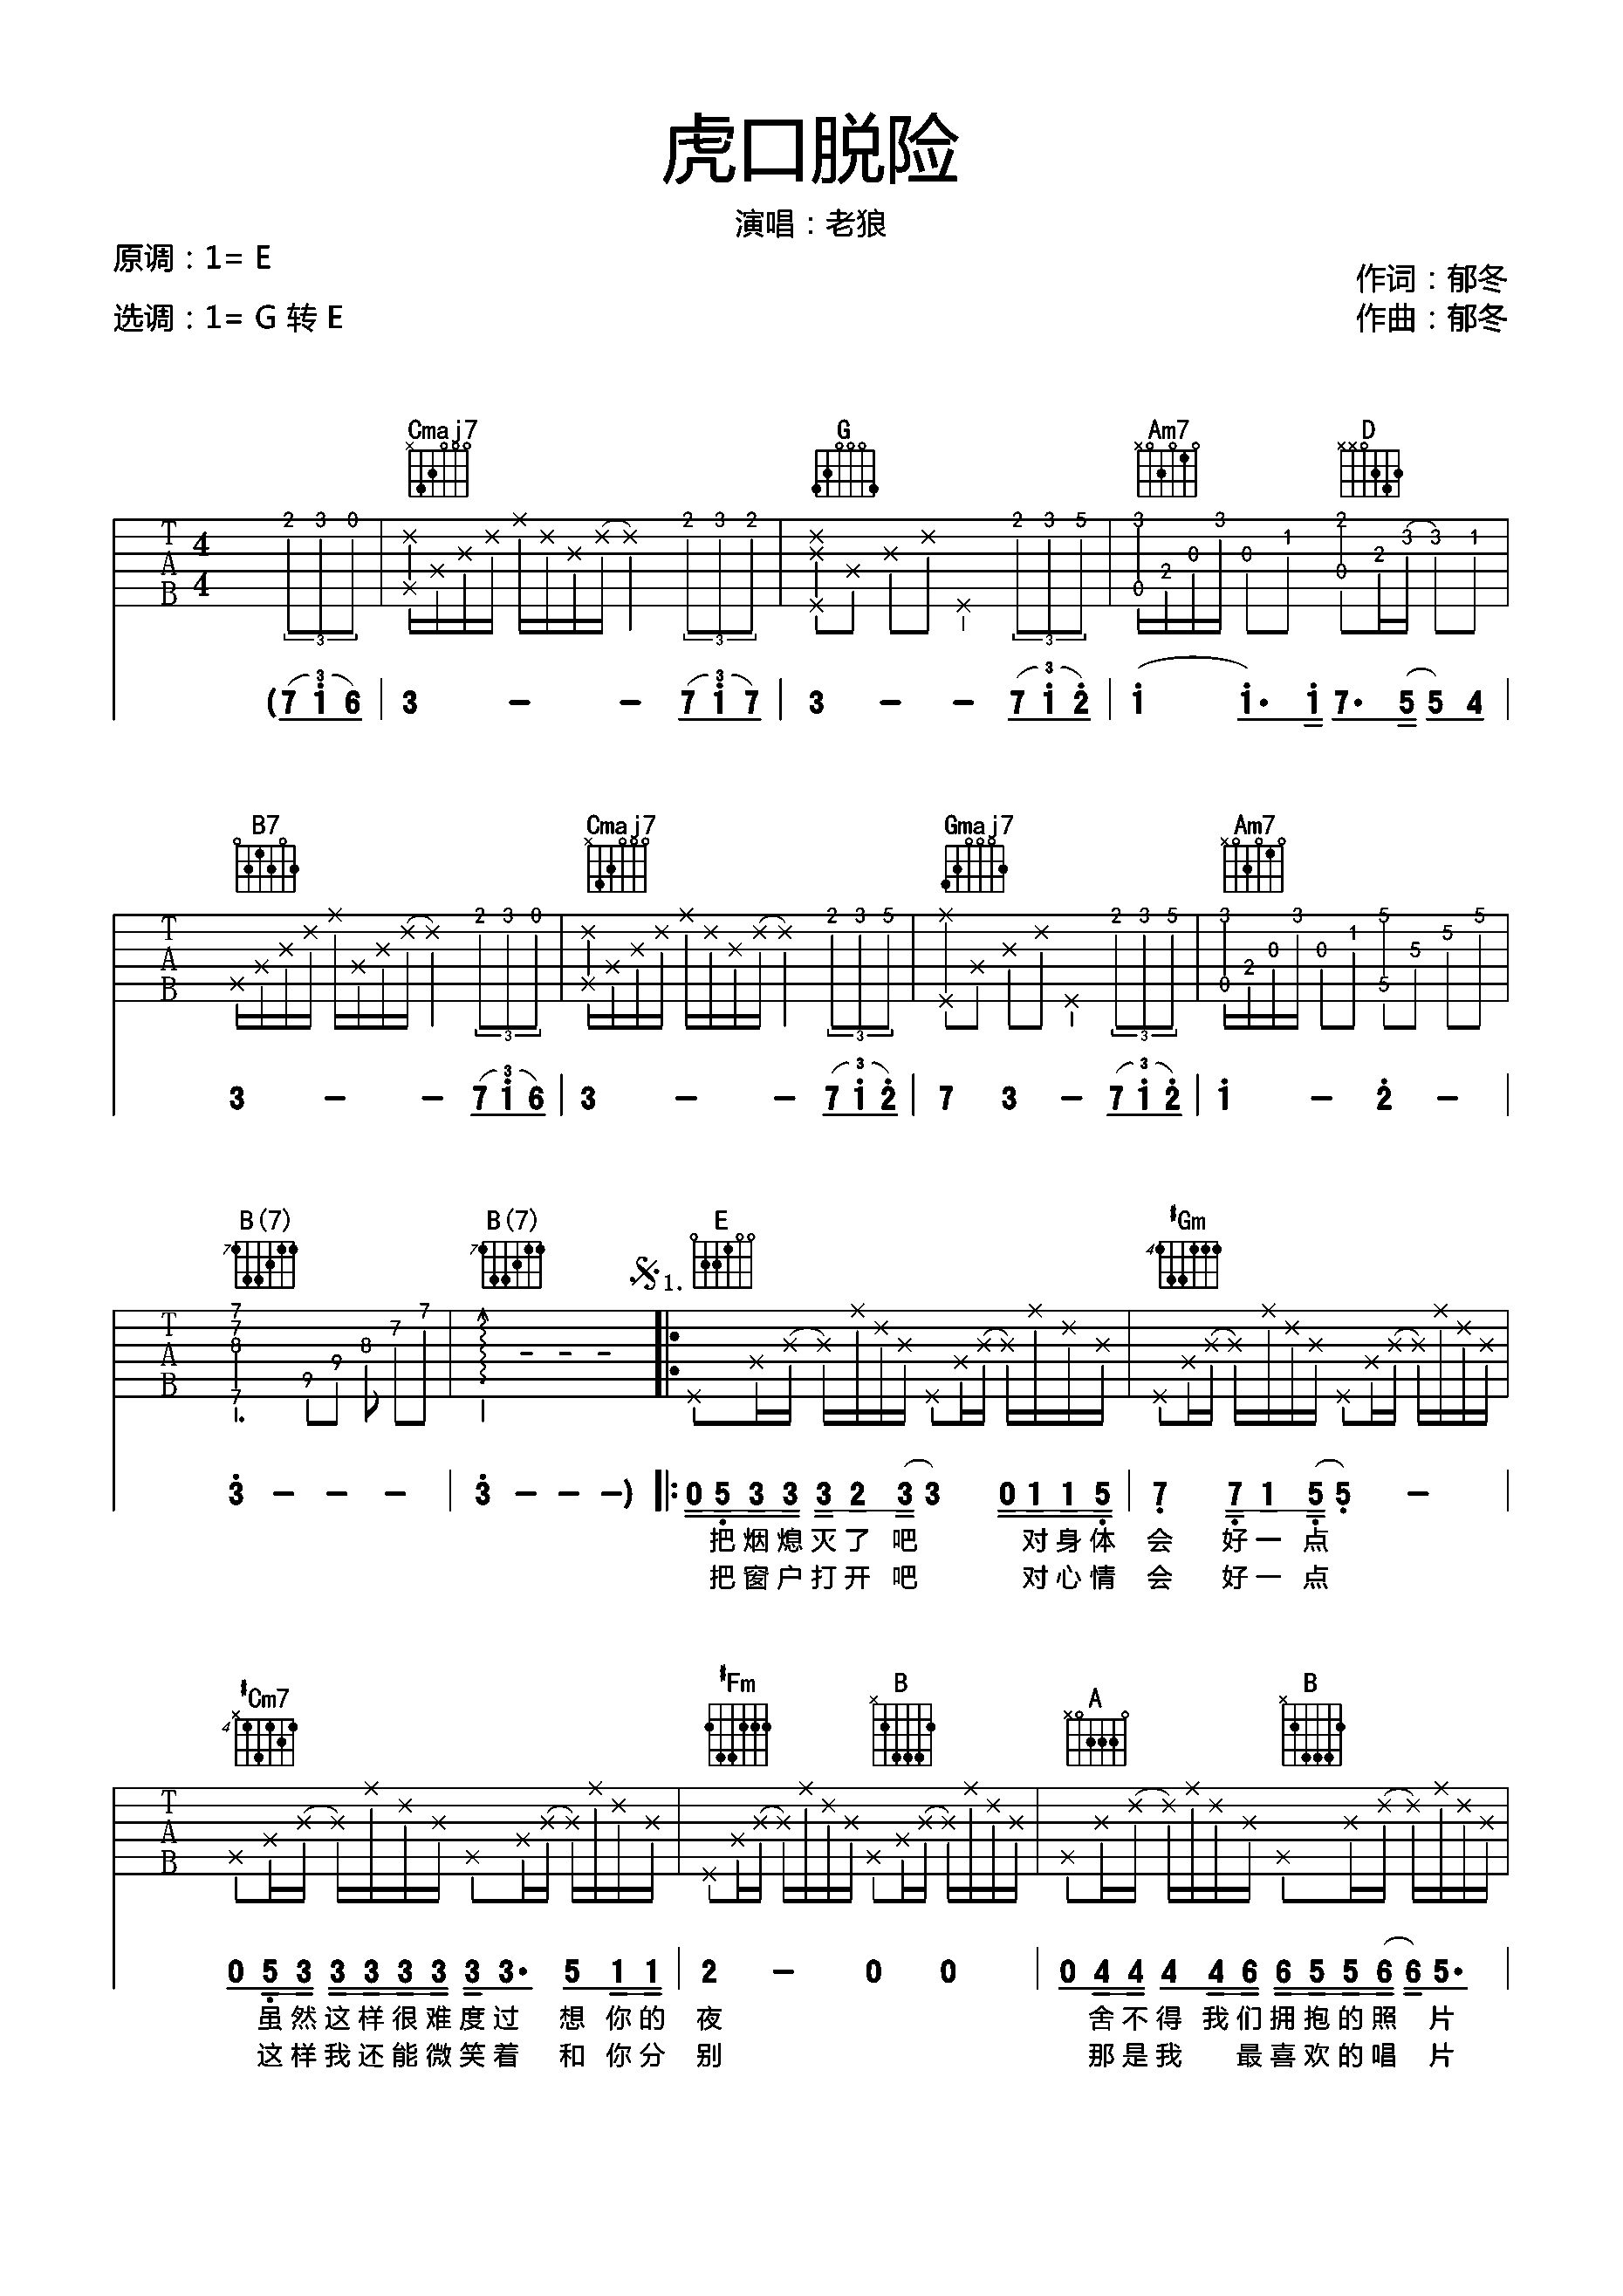 虎口脱险
演唱：老狼
原调：1= E
作词：郁冬
选调：1= G 转 E
作曲：郁冬
Cmaj7 G Am7 D
T A B 4/4 2 3 0 2 3 2 2 3 5 3 0 2 0 3 0 1 2 0 2 3 3 1
3 3 3
(7 1 6 | 3 - - 7 1 7 | 3 - - 7 1 2 | 1 1· 1 7· 5 5 4 |
B7 Cmaj7 Gmaj7 Am7
T A B 2 3 0 2 3 5 2 3 5 3 0 2 0 3 0 1 5 5 5 5 5
3 3 3
3 - - 7 1 6 | 3 - - 7 1 2 | 7 3 - 7 1 2 | 1 - 2 - |
B(7) B(7) E #Gm
7 7 1. 4
T A B 7 7 8 7 9 9 8 7 7 - - -
3 - - - | 3 - - -) |: 0 5 3 3 3 2 3 3 0 1 1 5 | 7 7 1 5 5 - |
把烟熄灭了吧 对身体会 好一点
把窗户打开吧 对心情会 好一点
#Cm7 #Fm B A B
4
T A B
0 5 3 3 3 3 3 3 3· 5 1 1 | 2 - 0 0 | 0 4 4 4 4 6 6 5 5 6 6 5· |
虽然这样很难度过 想你的夜 舍不得我们拥抱的照片
这样我还能微笑着 和你分别 那是我 最喜欢的唱片